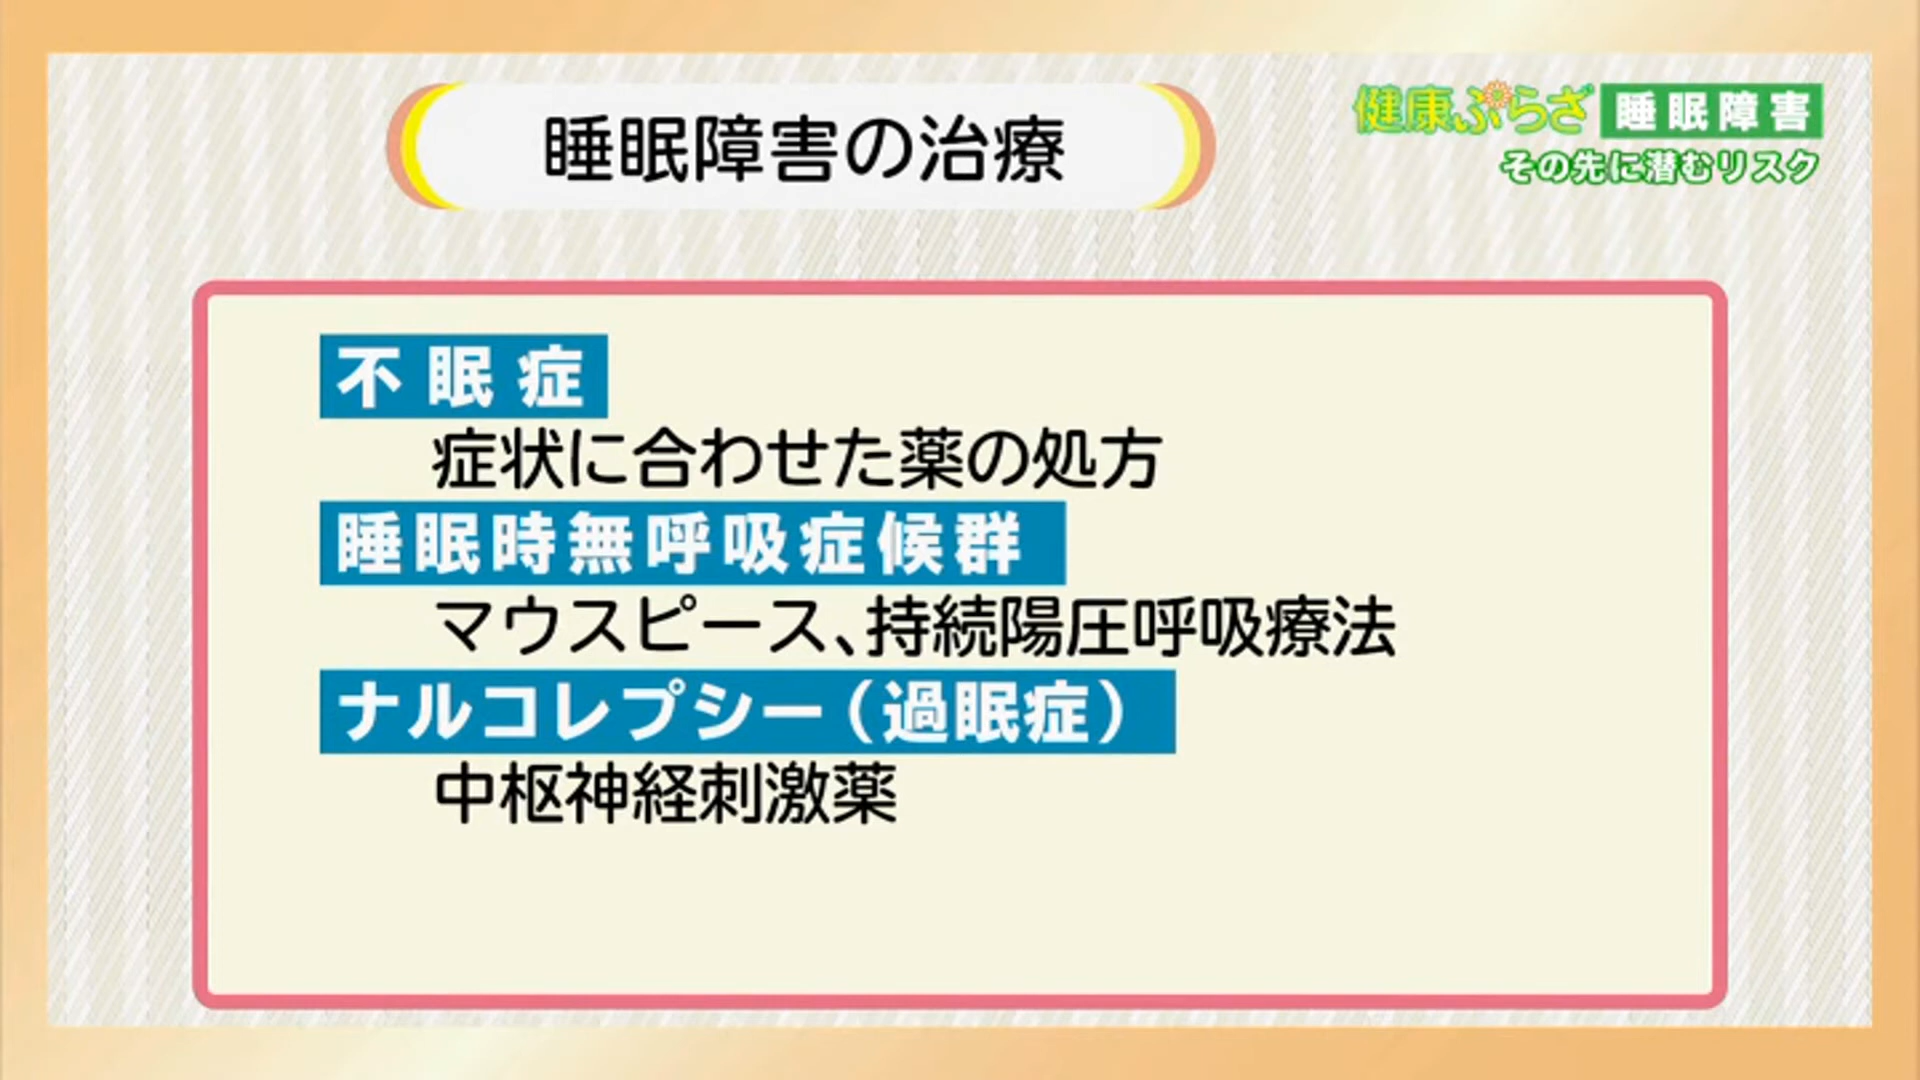 睡眠障害の治療
健康ぷらざ 睡眠障害
その先に潜むリスク
不眠症
症状に合わせた薬の処方
睡眠時無呼吸症候群
マウスピース、持続陽圧呼吸療法
ナルコレプシー（過眠症）
中枢神経刺激薬